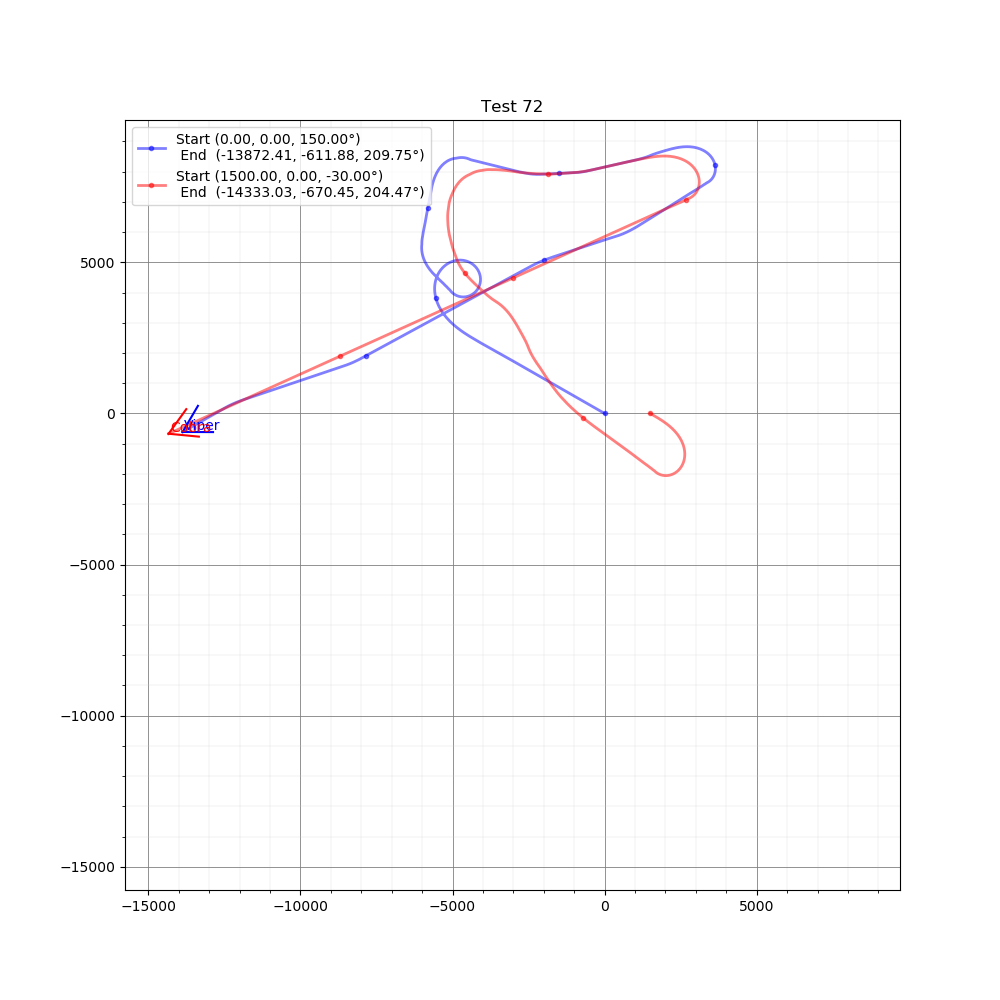 Test 72
Start (0.00, 0.00, 150.00°)
End (-13872.41, -611.88, 209.75°)
Start (1500.00, 0.00, -30.00°)
End (-14333.03, -670.45, 204.47°)
5000
0
−5000
−10000
−15000
Viper
−15000 −10000 −5000 0 5000